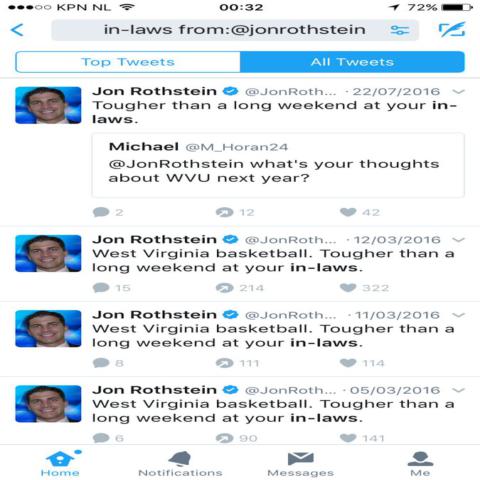 KPN NL 00:32 72%
in-laws from:@jonrothstein
Top Tweets All Tweets
Jon Rothstein @JonRoth... · 22/07/2016
Tougher than a long weekend at your in-
laws.
Michael @M_Horan24
@JonRothstein what's your thoughts
about WVU next year?
2 12 42
Jon Rothstein @JonRoth... · 12/03/2016
West Virginia basketball. Tougher than a
long weekend at your in-laws.
15 214 322
Jon Rothstein @JonRoth... · 11/03/2016
West Virginia basketball. Tougher than a
long weekend at your in-laws.
8 111 114
Jon Rothstein @JonRoth... · 05/03/2016
West Virginia basketball. Tougher than a
long weekend at your in-laws.
6 90 141
Home Notifications Messages Me